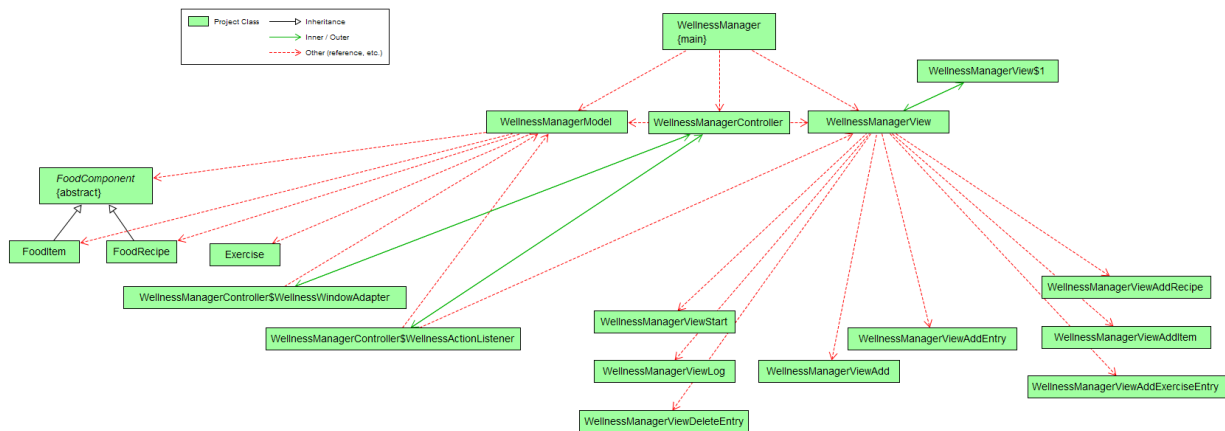 Project Class
Inheritance
Inner / Outer
Other (reference, etc.)
WellnessManager
{main}
WellnessManagerView$1
WellnessManagerModel
WellnessManagerController
WellnessManagerView
FoodComponent
{abstract}
FoodItem
FoodRecipe
Exercise
WellnessManagerController$WellnessWindowAdapter
WellnessManagerViewAddRecipe
WellnessManagerViewStart
WellnessManagerController$WellnessActionListener
WellnessManagerViewAddEntry
WellnessManagerViewAddItem
WellnessManagerViewLog
WellnessManagerViewAdd
WellnessManagerViewAddExerciseEntry
WellnessManagerViewDeleteEntry